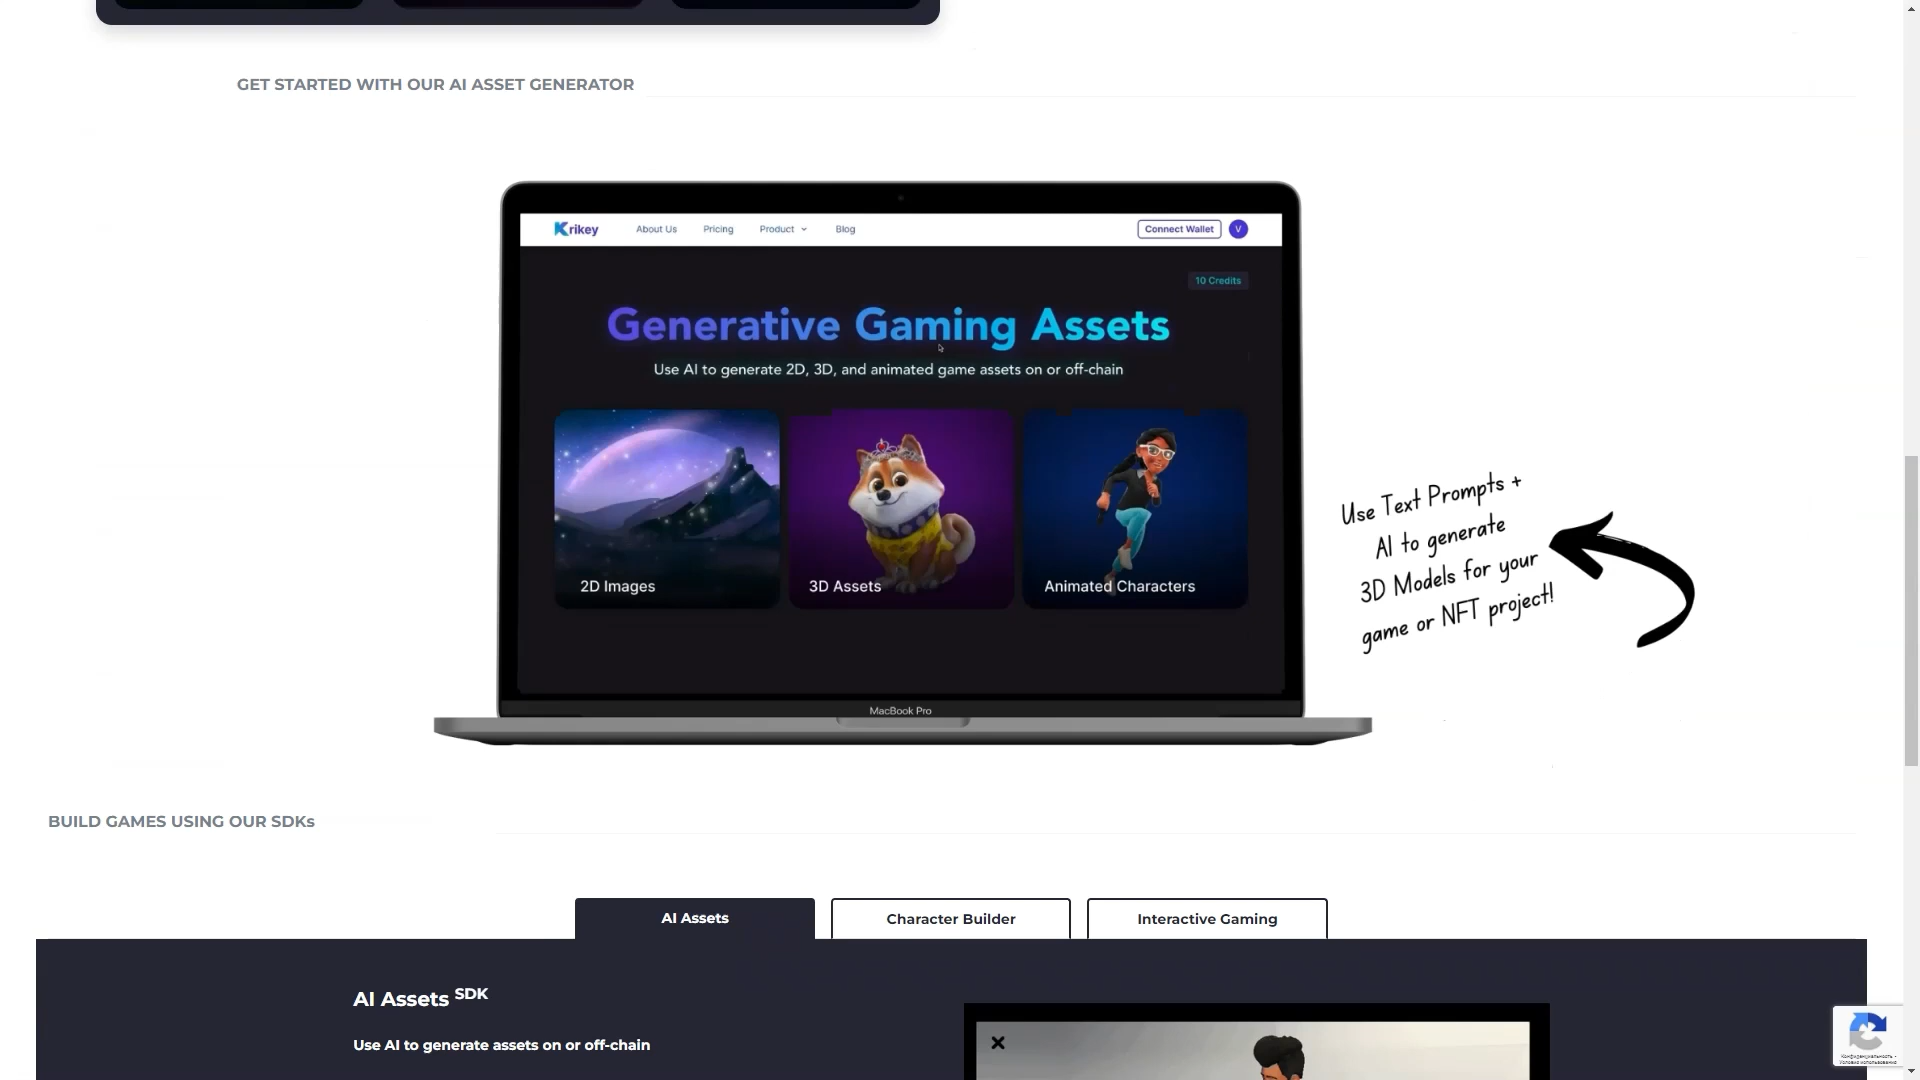 GET STARTED WITH OUR AI ASSET GENERATOR
Krikey
About Us
Pricing
Product
Blog
Connect Wallet
V
10 Credits
Generative Gaming Assets
Use AI to generate 2D, 3D, and animated game assets on or off-chain
2D Images
3D Assets
Animated Characters
MacBook Pro
Use Text Prompts +
AI to generate
3D Models for your
game or NFT project!
BUILD GAMES USING OUR SDKs
AI Assets
Character Builder
Interactive Gaming
AI Assets SDK
Use AI to generate assets on or off-chain
Конфиденциальность -
Условия использования